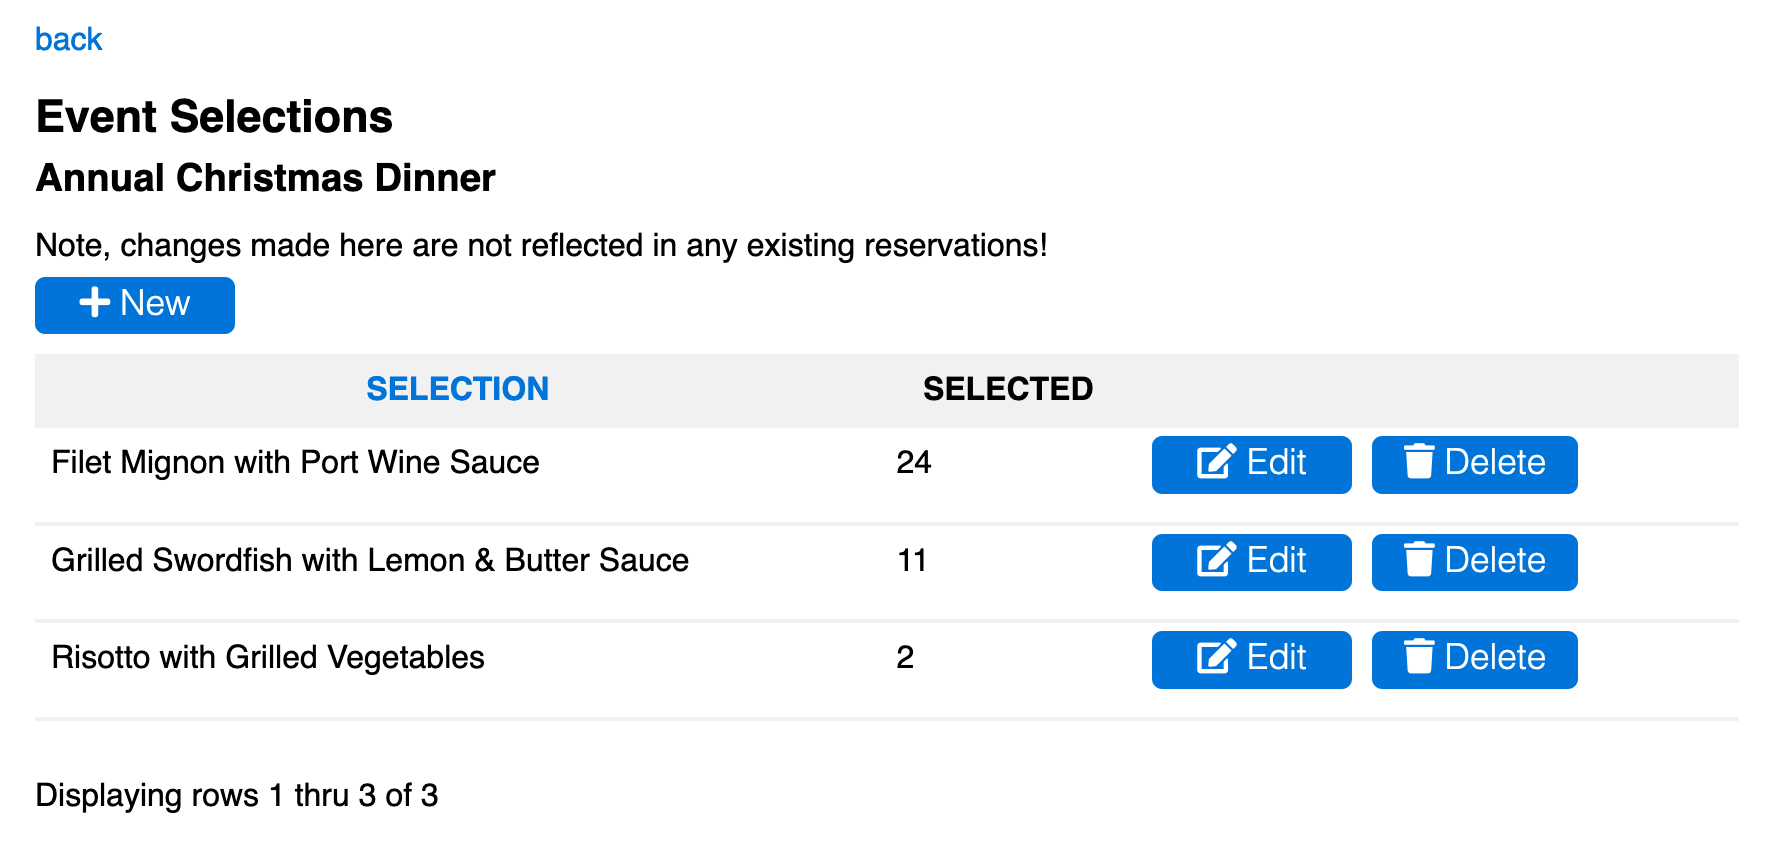 back
Event Selections
Annual Christmas Dinner
Note, changes made here are not reflected in any existing reservations!
New
SELECTION SELECTED
Filet Mignon with Port Wine Sauce 24 Edit Delete
Grilled Swordfish with Lemon & Butter Sauce 11 Edit Delete
Risotto with Grilled Vegetables 2 Edit Delete
Displaying rows 1 thru 3 of 3